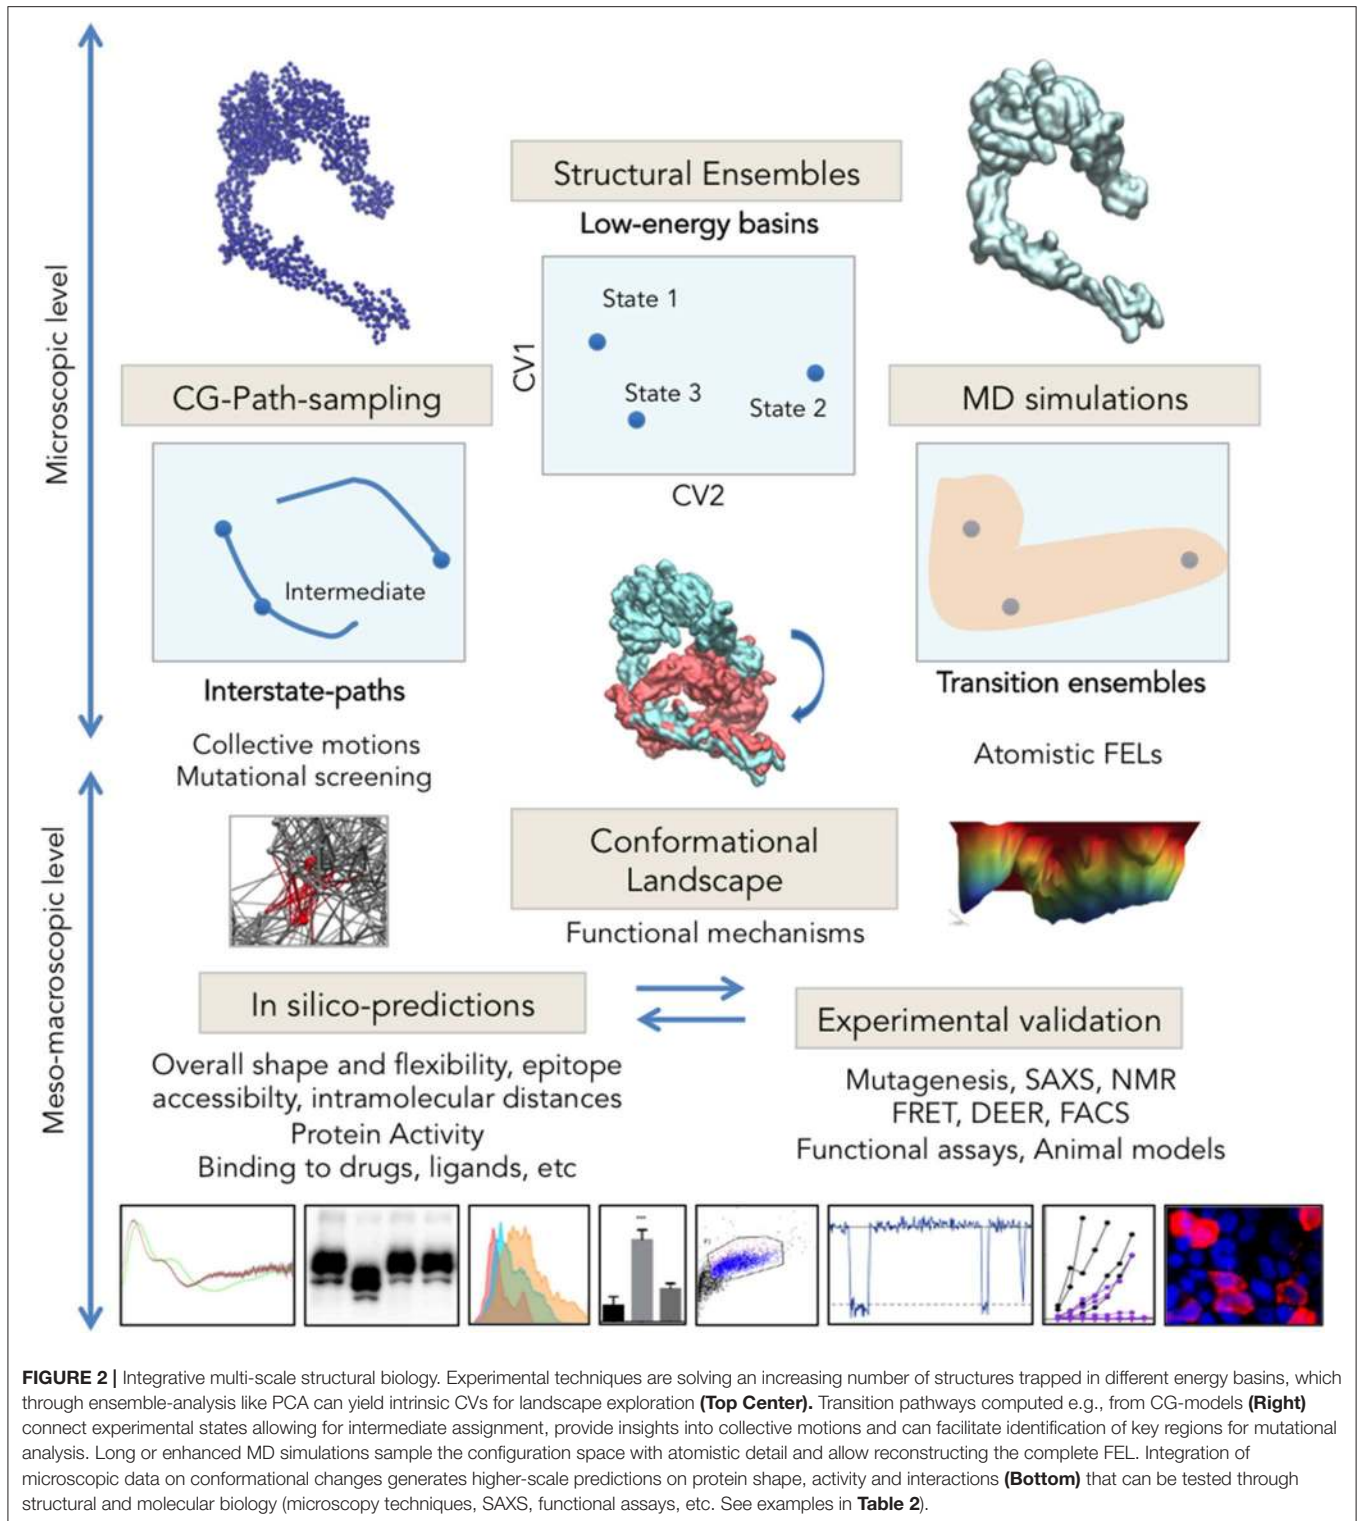 Microscopic level
Structural Ensembles
Low-energy basins
State 1
State 3
State 2
CV1
CV2
CG-Path-sampling
Intermediate
Interstate-paths
Collective motions
Mutational screening
MD simulations
Transition ensembles
Atomistic FELs
Meso-macroscopic level
Conformational
Landscape
Functional mechanisms
In silico-predictions
Overall shape and flexibility, epitope
accessibilty, intramolecular distances
Protein Activity
Binding to drugs, ligands, etc
Experimental validation
Mutagenesis, SAXS, NMR
FRET, DEER, FACS
Functional assays, Animal models
FIGURE 2 | Integrative multi-scale structural biology. Experimental techniques are solving an increasing number of structures trapped in different energy basins, which
through ensemble-analysis like PCA can yield intrinsic CVs for landscape exploration (Top Center). Transition pathways computed e.g., from CG-models (Right)
connect experimental states allowing for intermediate assignment, provide insights into collective motions and can facilitate identification of key regions for mutational
analysis. Long or enhanced MD simulations sample the configuration space with atomistic detail and allow reconstructing the complete FEL. Integration of
microscopic data on conformational changes generates higher-scale predictions on protein shape, activity and interactions (Bottom) that can be tested through
structural and molecular biology (microscopy techniques, SAXS, functional assays, etc. See examples in Table 2).